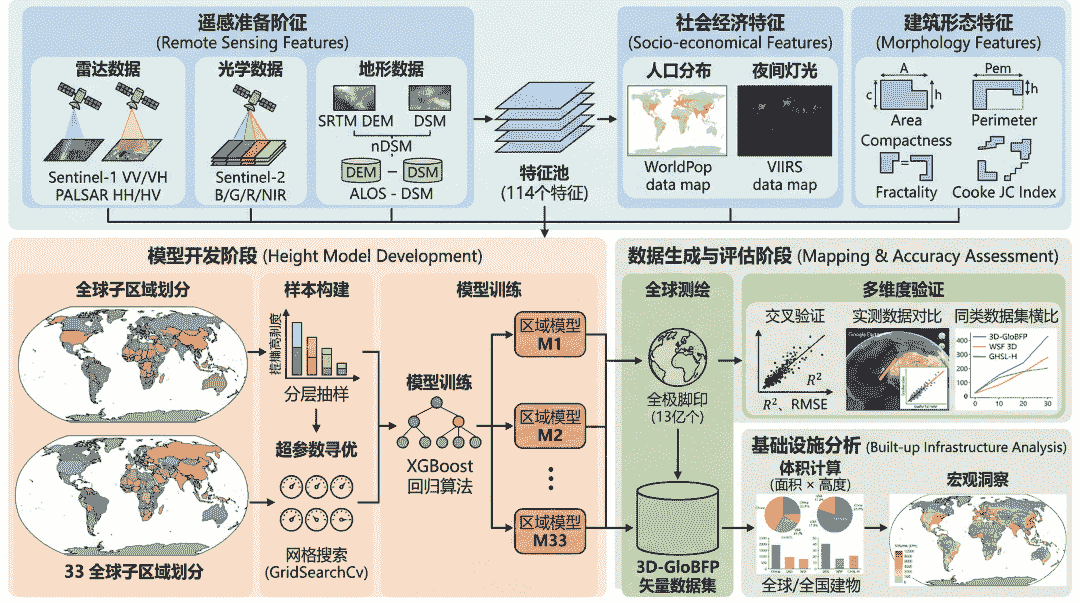 遥感准备阶征
(Remote Sensing Features)
雷达数据
Sentinel-1 VV/VH
PALSAR HH/HV
光学数据
Sentinel-2
B/G/R/NIR
地形数据
SRTM DEM
DSM
nDSM
DEM
DSM
ALOS - DSM
特征池
(114个特征)
社会经济特征
(Socio-economical Features)
人口分布
WorldPop
data map
夜间灯光
VIIRS
data map
建筑形态特征
(Morphology Features)
A
c
h
Area
Pem
h
Perimeter
Compactness
Fractality
Cooke JC Index
模型开发阶段 (Height Model Development)
全球子区域划分
33 全球子区域划分
样本构建
分层抽样
超参数寻优
网格搜索
(GridSearchCv)
模型训练
模型训练
XGBoost
回归算法
区域模型
M1
区域模型
M2
区域模型
M33
数据生成与评估阶段 (Mapping & Accuracy Assessment)
全球测绘
全极脚印
(13亿个)
3D-GloBFP
矢量数据集
多维度验证
交叉验证
R²
R²、RMSE
实测数据对比
同类数据集横比
3D-GloBFP
WSF 3D
GHSL-H
400
300
200
100
0
0
10
20
30
基础设施分析 (Built-up Infrastructure Analysis)
体积计算
(面积 × 高度)
全球/全国建物
宏观洞察